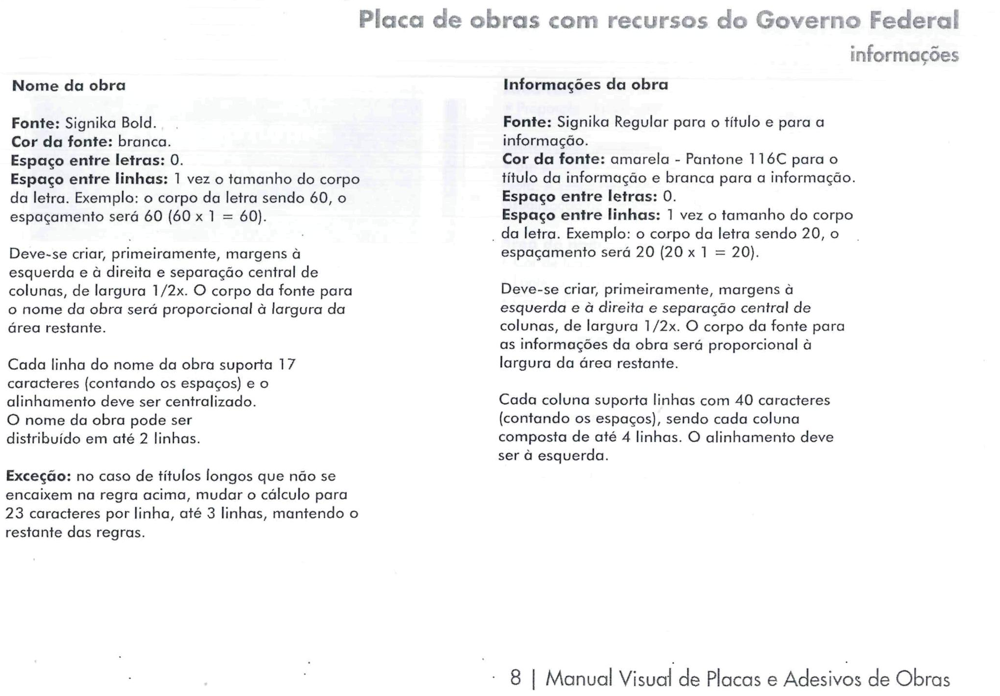 Placa de obras com recursos do Governo Federal
informações
Nome da obra
Fonte: Signika Bold.
Cor da fonte: branca.
Espaço entre letras: 0.
Espaço entre linhas: 1 vez o tamanho do corpo
da letra. Exemplo: o corpo da letra sendo 60, o
espaçamento será 60 (60 x 1 = 60).
Deve-se criar, primeiramente, margens à
esquerda e à direita e separação central de
colunas, de largura 1/2x. O corpo da fonte para
o nome da obra será proporcional à largura da
área restante.
Cada linha do nome da obra suporta 17
caracteres (contando os espaços) e o
alinhamento deve ser centralizado.
O nome da obra pode ser
distribuído em até 2 linhas.
Exceção: no caso de títulos longos que não se
encaixem na regra acima, mudar o cálculo para
23 caracteres por linha, até 3 linhas, mantendo o
restante das regras.
Informações da obra
Fonte: Signika Regular para o título e para a
informação.
Cor da fonte: amarela - Pantone 116C para o
título da informação e branca para a informação.
Espaço entre letras: 0.
Espaço entre linhas: 1 vez o tamanho do corpo
da letra. Exemplo: o corpo da letra sendo 20, o
espaçamento será 20 (20 x 1 = 20).
Deve-se criar, primeiramente, margens à
esquerda e à direita e separação central de
colunas, de largura 1/2x. O corpo da fonte para
as informações da obra será proporcional à
largura da área restante.
Cada coluna suporta linhas com 40 caracteres
(contando os espaços), sendo cada coluna
composta de até 4 linhas. O alinhamento deve
ser à esquerda.
8 | Manual Visual de Placas e Adesivos de Obras